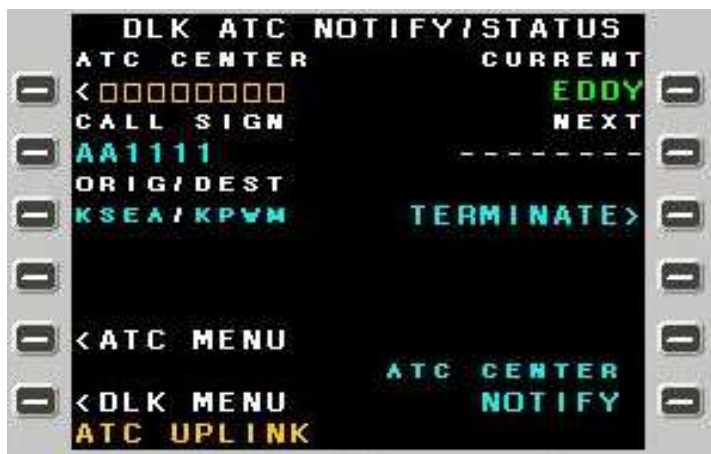 DLK ATC NOTIFY/STATUS
ATC CENTER CURRENT
<□□□□□□□□ EDDY
CALL SIGN NEXT
AA1111 --------
ORIG/DEST
KSEA/KPWM TERMINATE>
<ATC MENU
ATC CENTER
<DLK MENU NOTIFY
ATC UPLINK